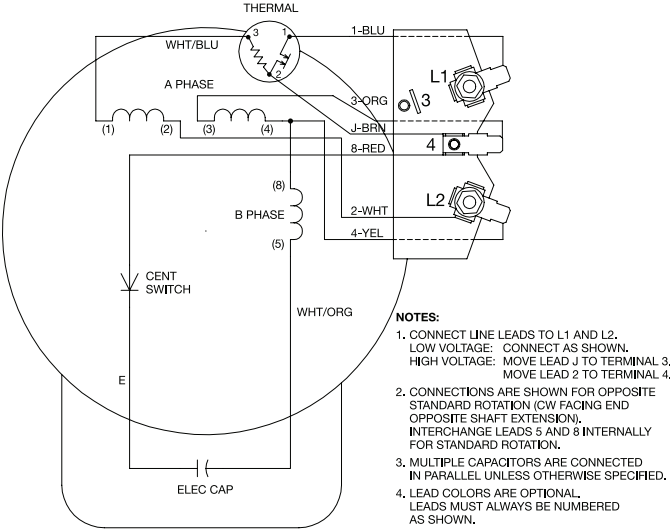 THERMAL
3
1
2
1-BLU
WHT/BLU
L1
A PHASE
3-ORG
3
(1)
(2)
(3)
(4)
J-BRN
8-RED
4
(8)
L2
B PHASE
2-WHT
(5)
4-YEL
CENT
SWITCH
WHT/ORG
E
ELEC CAP
NOTES:
1. CONNECT LINE LEADS TO L1 AND L2.
LOW VOLTAGE: CONNECT AS SHOWN.
HIGH VOLTAGE: MOVE LEAD J TO TERMINAL 3.
MOVE LEAD 2 TO TERMINAL 4.
2. CONNECTIONS ARE SHOWN FOR OPPOSITE
STANDARD ROTATION (CW FACING END
OPPOSITE SHAFT EXTENSION).
INTERCHANGE LEADS 5 AND 8 INTERNALLY
FOR STANDARD ROTATION.
3. MULTIPLE CAPACITORS ARE CONNECTED
IN PARALLEL UNLESS OTHERWISE SPECIFIED.
4. LEAD COLORS ARE OPTIONAL.
LEADS MUST ALWAYS BE NUMBERED
AS SHOWN.